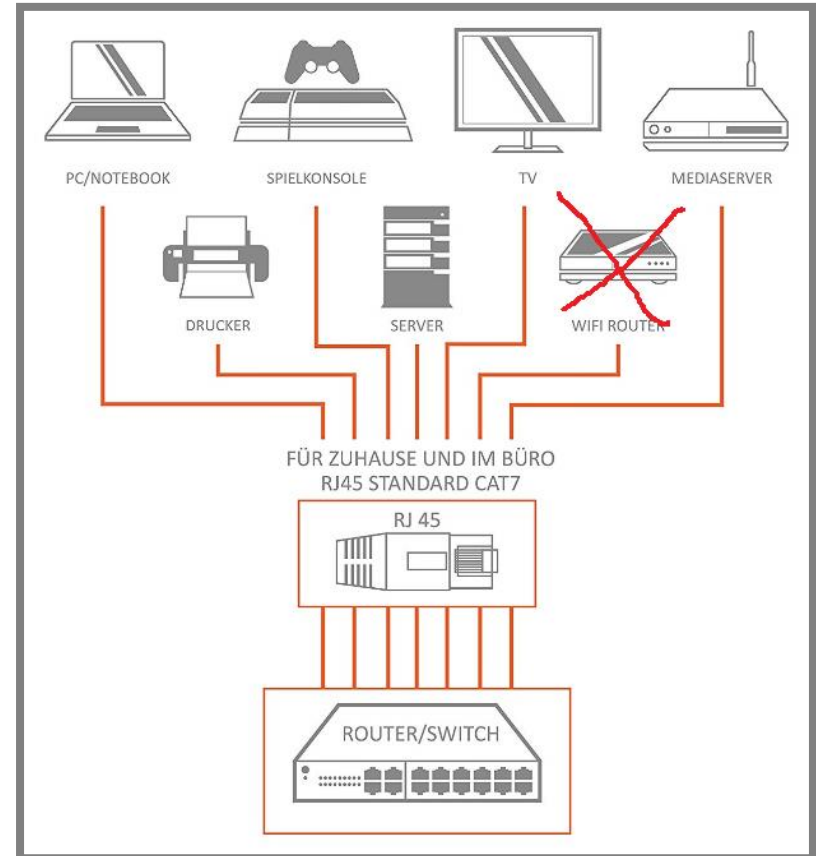 PC/NOTEBOOK
SPIELKONSOLE
TV
MEDIASERVER
DRUCKER
SERVER
WIFI ROUTER
FÜR ZUHAUSE UND IM BÜRO
RJ45 STANDARD CAT7
RJ 45
ROUTER/SWITCH